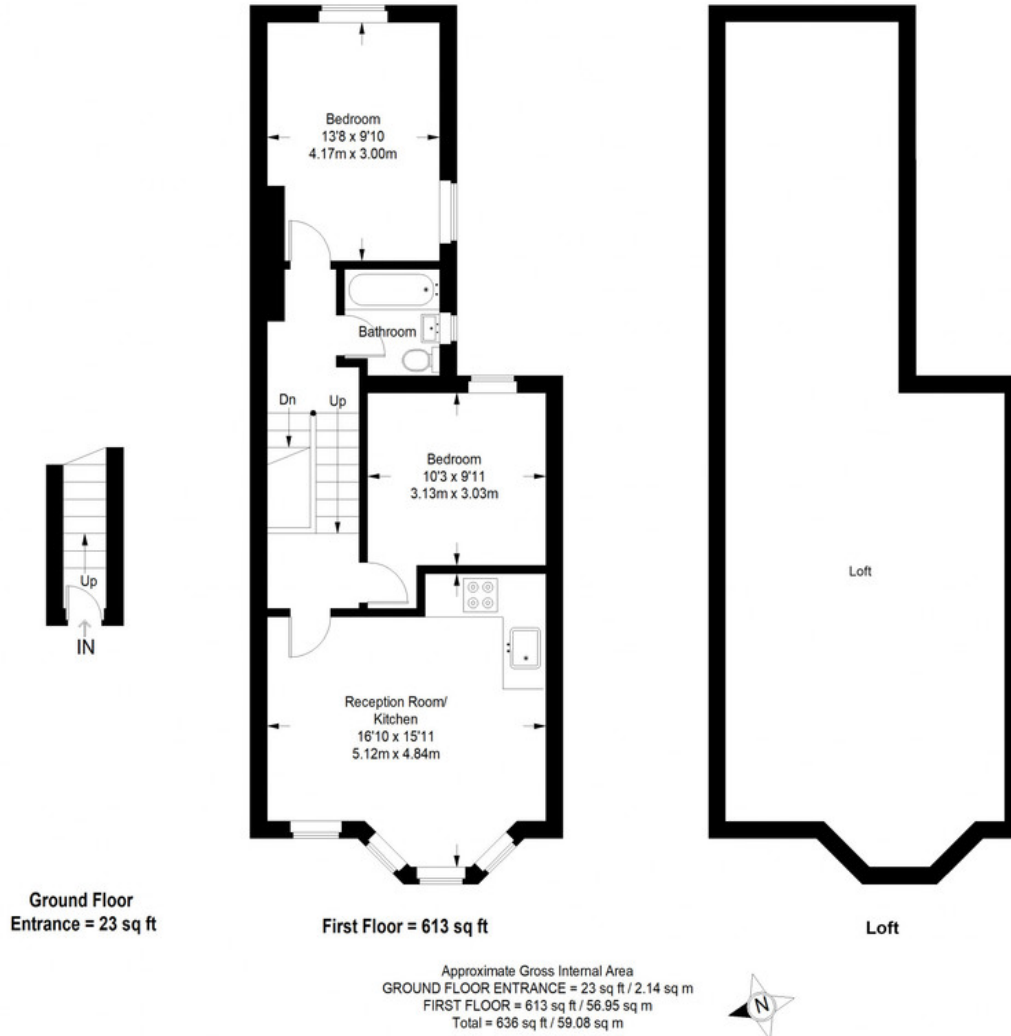 Bedroom
13'8 x 9'10
4.17m x 3.00m
Bathroom
Dn
Up
Bedroom
10'3 x 9'11
3.13m x 3.03m
Up
IN
Loft
Reception Room/
Kitchen
16'10 x 15'11
5.12m x 4.84m
Ground Floor
Entrance = 23 sq ft
First Floor = 613 sq ft
Loft
Approximate Gross Internal Area
GROUND FLOOR ENTRANCE = 23 sq ft / 2.14 sq m
FIRST FLOOR = 613 sq ft / 56.95 sq m
Total = 636 sq ft / 59.08 sq m
N